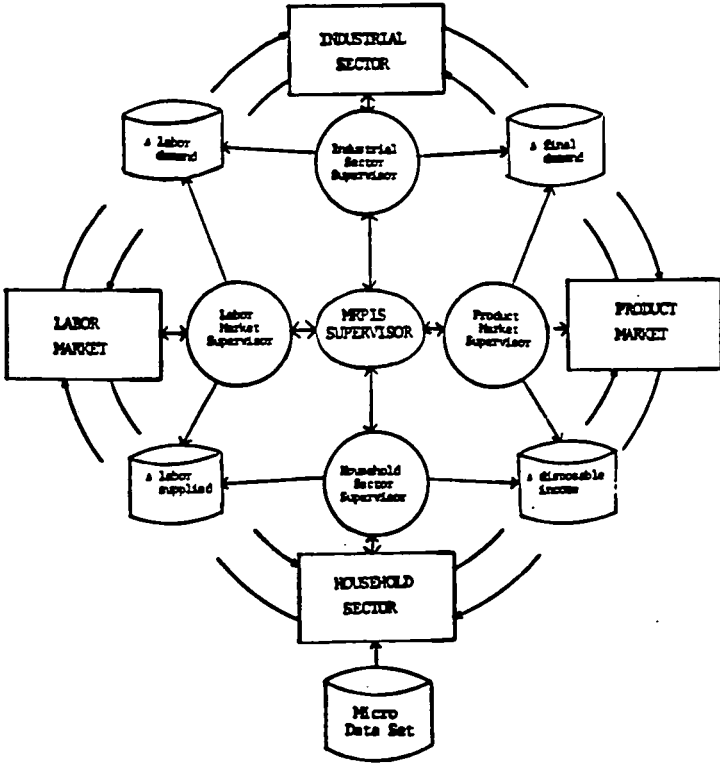 INDUSTRIAL
SECTOR
Δ labor
demand
Industrial
Sector
Supervisor
Δ final
demand
LABOR
MARKET
Labor
Market
Supervisor
MRPIS
SUPERVISOR
Product
Market
Supervisor
PRODUCT
MARKET
Δ labor
supplied
Household
Sector
Supervisor
Δ disposable
income
HOUSEHOLD
SECTOR
Micro
Data Set